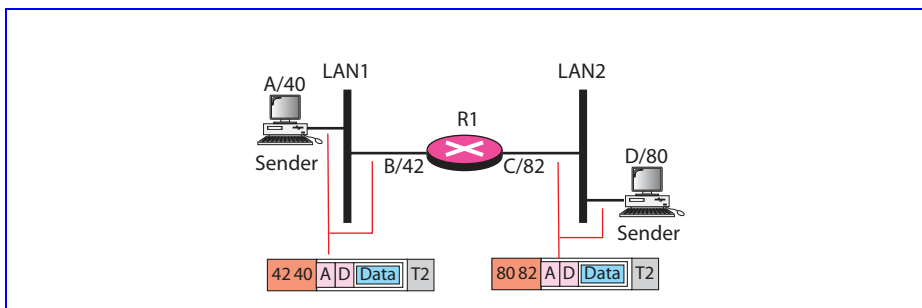 LAN1
LAN2
A/40
R1
D/80
B/42
C/82
Sender
Sender
42 40 A D Data T2
80 82 A D Data T2